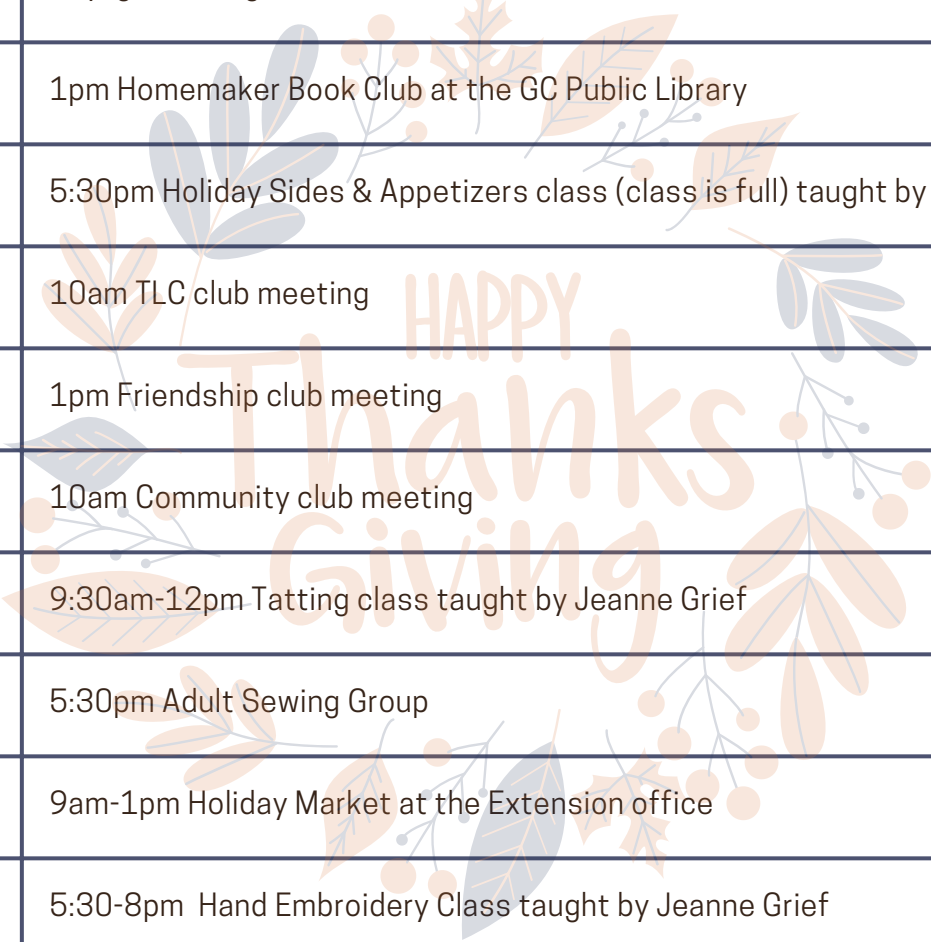 1pm Homemaker Book Club at the GC Public Library
5:30pm Holiday Sides & Appetizers class (class is full) taught by
10am TLC club meeting
HAPPY
1pm Friendship club meeting
Thanks
10am Community club meeting
Giving
9:30am-12pm Tatting class taught by Jeanne Grief
5:30pm Adult Sewing Group
9am-1pm Holiday Market at the Extension office
5:30-8pm Hand Embroidery Class taught by Jeanne Grief